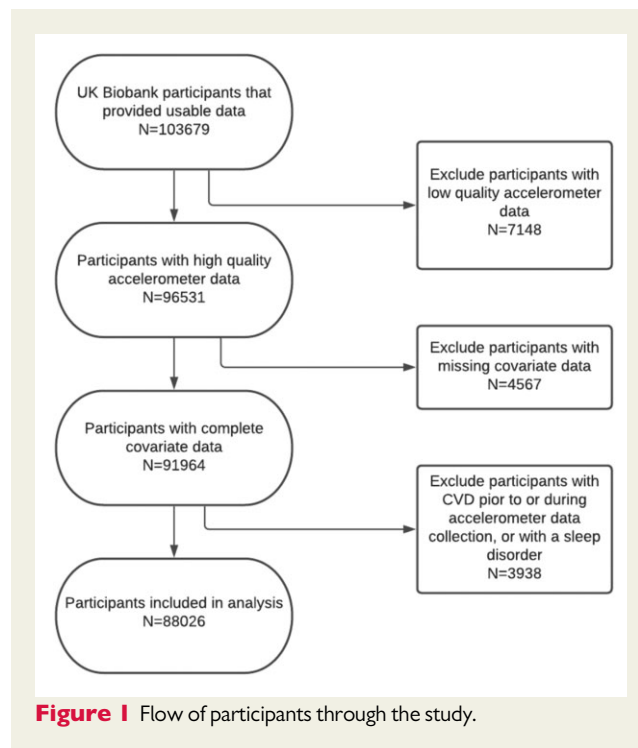 UK Biobank participants that
provided usable data
N=103679
Exclude participants with
low quality accelerometer
data
N=7148
Participants with high quality
accelerometer data
N=96531
Exclude participants with
missing covariate data
N=4567
Participants with complete
covariate data
N=91964
Exclude participants with
CVD pior to or during
accelerometer data
collection, or with a sleep
disorder
N=3938
Participants included in analysis
N=88026
Figure 1 Flow of participants through the study.